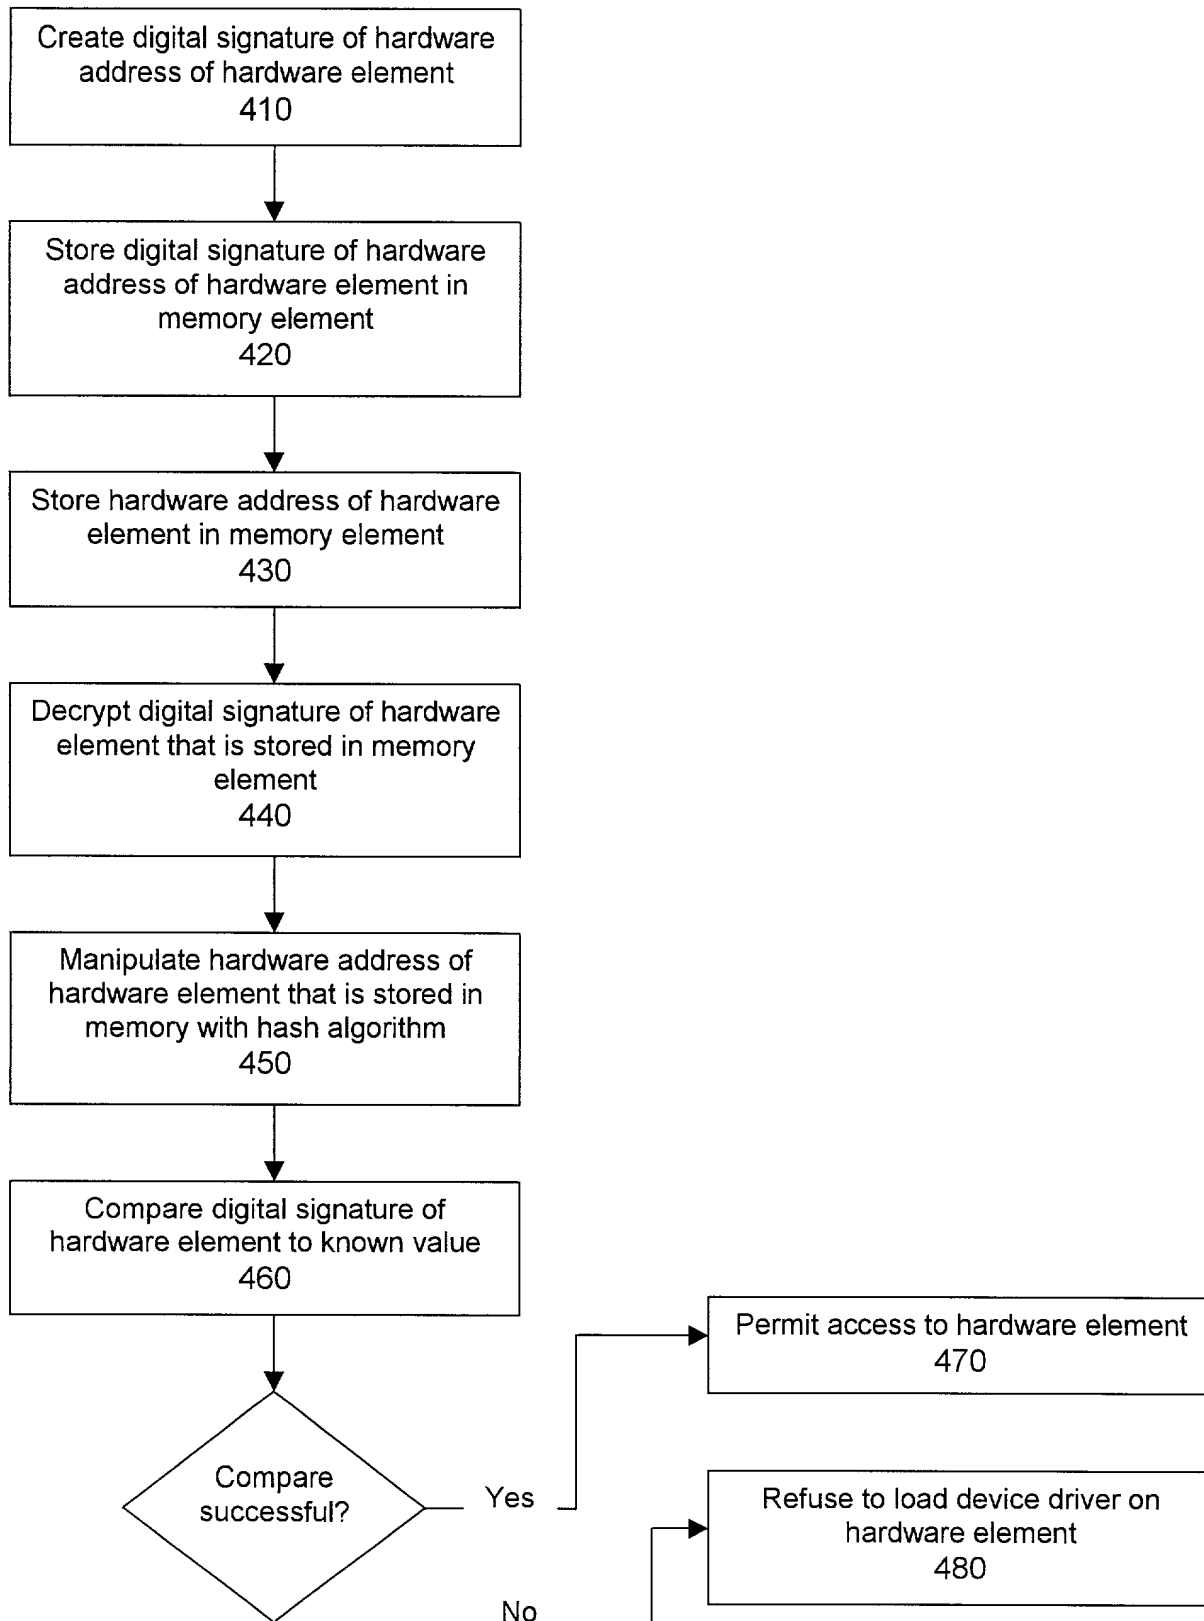 Create digital signature of hardware
address of hardware element
410
Store digital signature of hardware
address of hardware element in
memory element
420
Store hardware address of hardware
element in memory element
430
Decrypt digital signature of hardware
element that is stored in memory
element
440
Manipulate hardware address of
hardware element that is stored in
memory with hash algorithm
450
Compare digital signature of
hardware element to known value
460
Permit access to hardware element
470
Compare
successful?
Yes
Refuse to load device driver on
hardware element
480
No